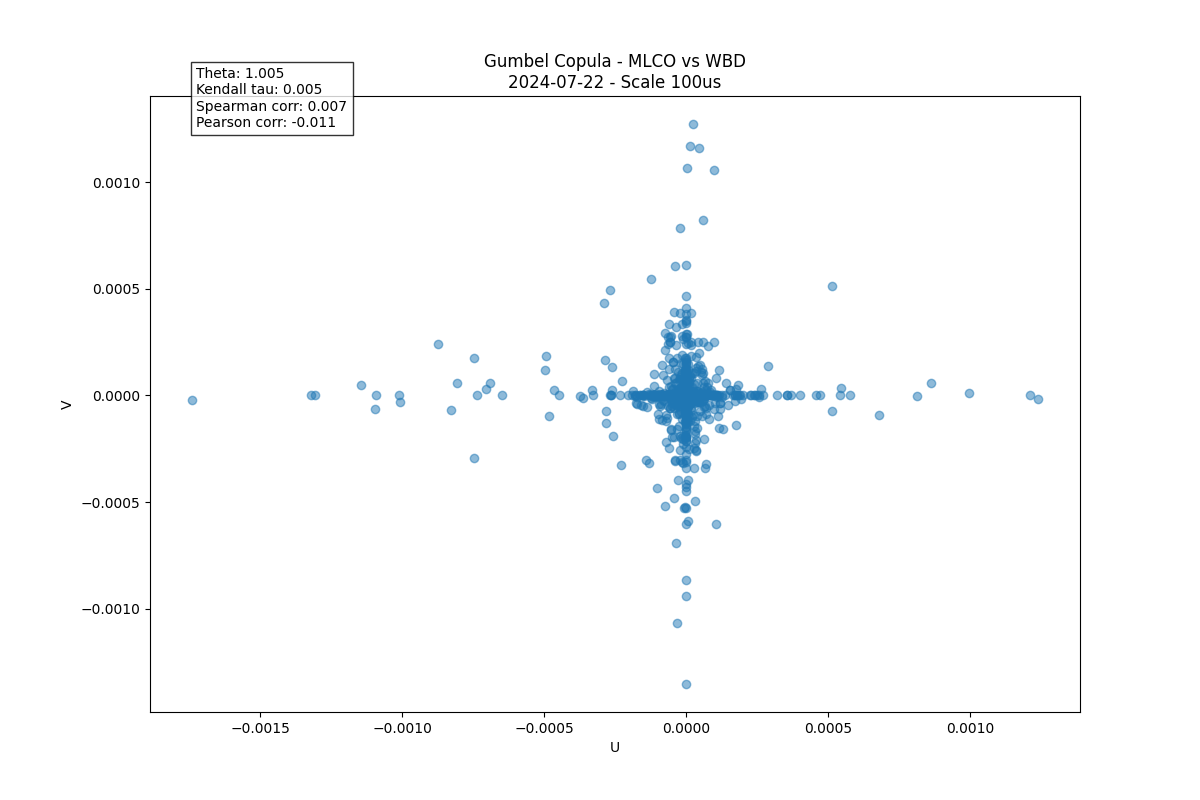 Gumbel Copula - MLCO vs WBD
2024-07-22 - Scale 100us
Theta: 1.005
Kendall tau: 0.005
Spearman corr: 0.007
Pearson corr: -0.011
V
0.0010
0.0005
0.0000
−0.0005
−0.0010
−0.0015
−0.0010
−0.0005
0.0000
0.0005
0.0010
U